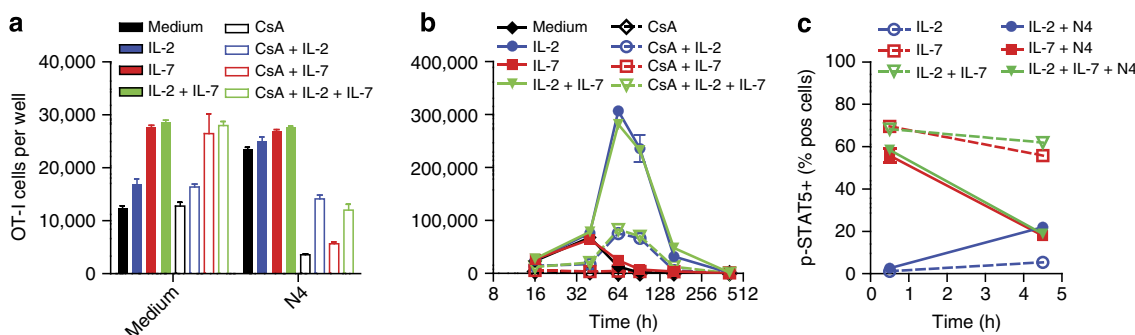 a
Medium
IL-2
IL-7
IL-2 + IL-7
CsA
CsA + IL-2
CsA + IL-7
CsA + IL-2 + IL-7
OT-I cells per well
40,000
30,000
20,000
10,000
0
Medium
N4
b
Medium
IL-2
IL-7
IL-2 + IL-7
CsA
CsA + IL-2
CsA + IL-7
CsA + IL-2 + IL-7
400,000
300,000
200,000
100,000
0
8 16 32 64 128 256 512
Time (h)
c
IL-2
IL-7
IL-2 + IL-7
IL-2 + N4
IL-7 + N4
IL-2 + IL-7 + N4
p-STAT5+ (% pos cells)
100
80
60
40
20
0
0 1 2 3 4 5
Time (h)